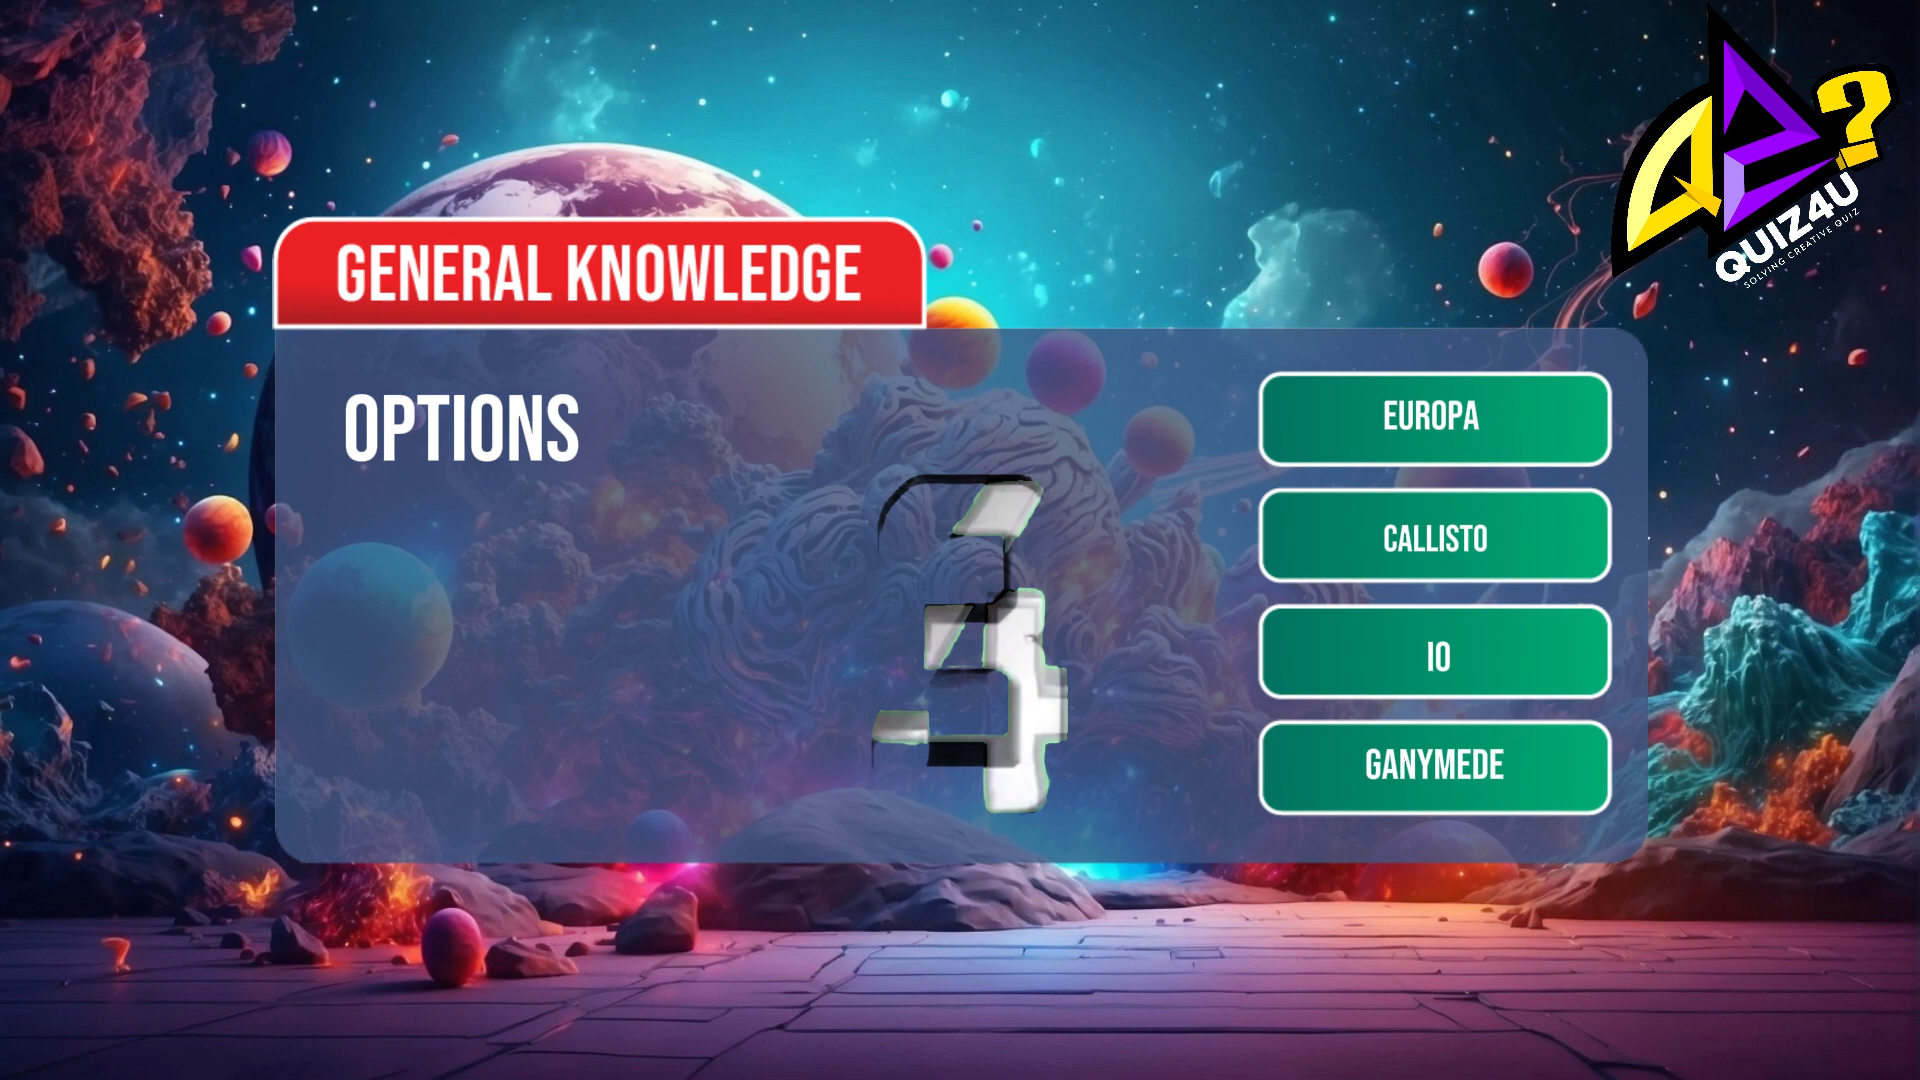 GENERAL KNOWLEDGE
OPTIONS
EUROPA
CALLISTO
IO
GANYMEDE
?
QUIZ4U
SOLVING CREATIVE QUIZ